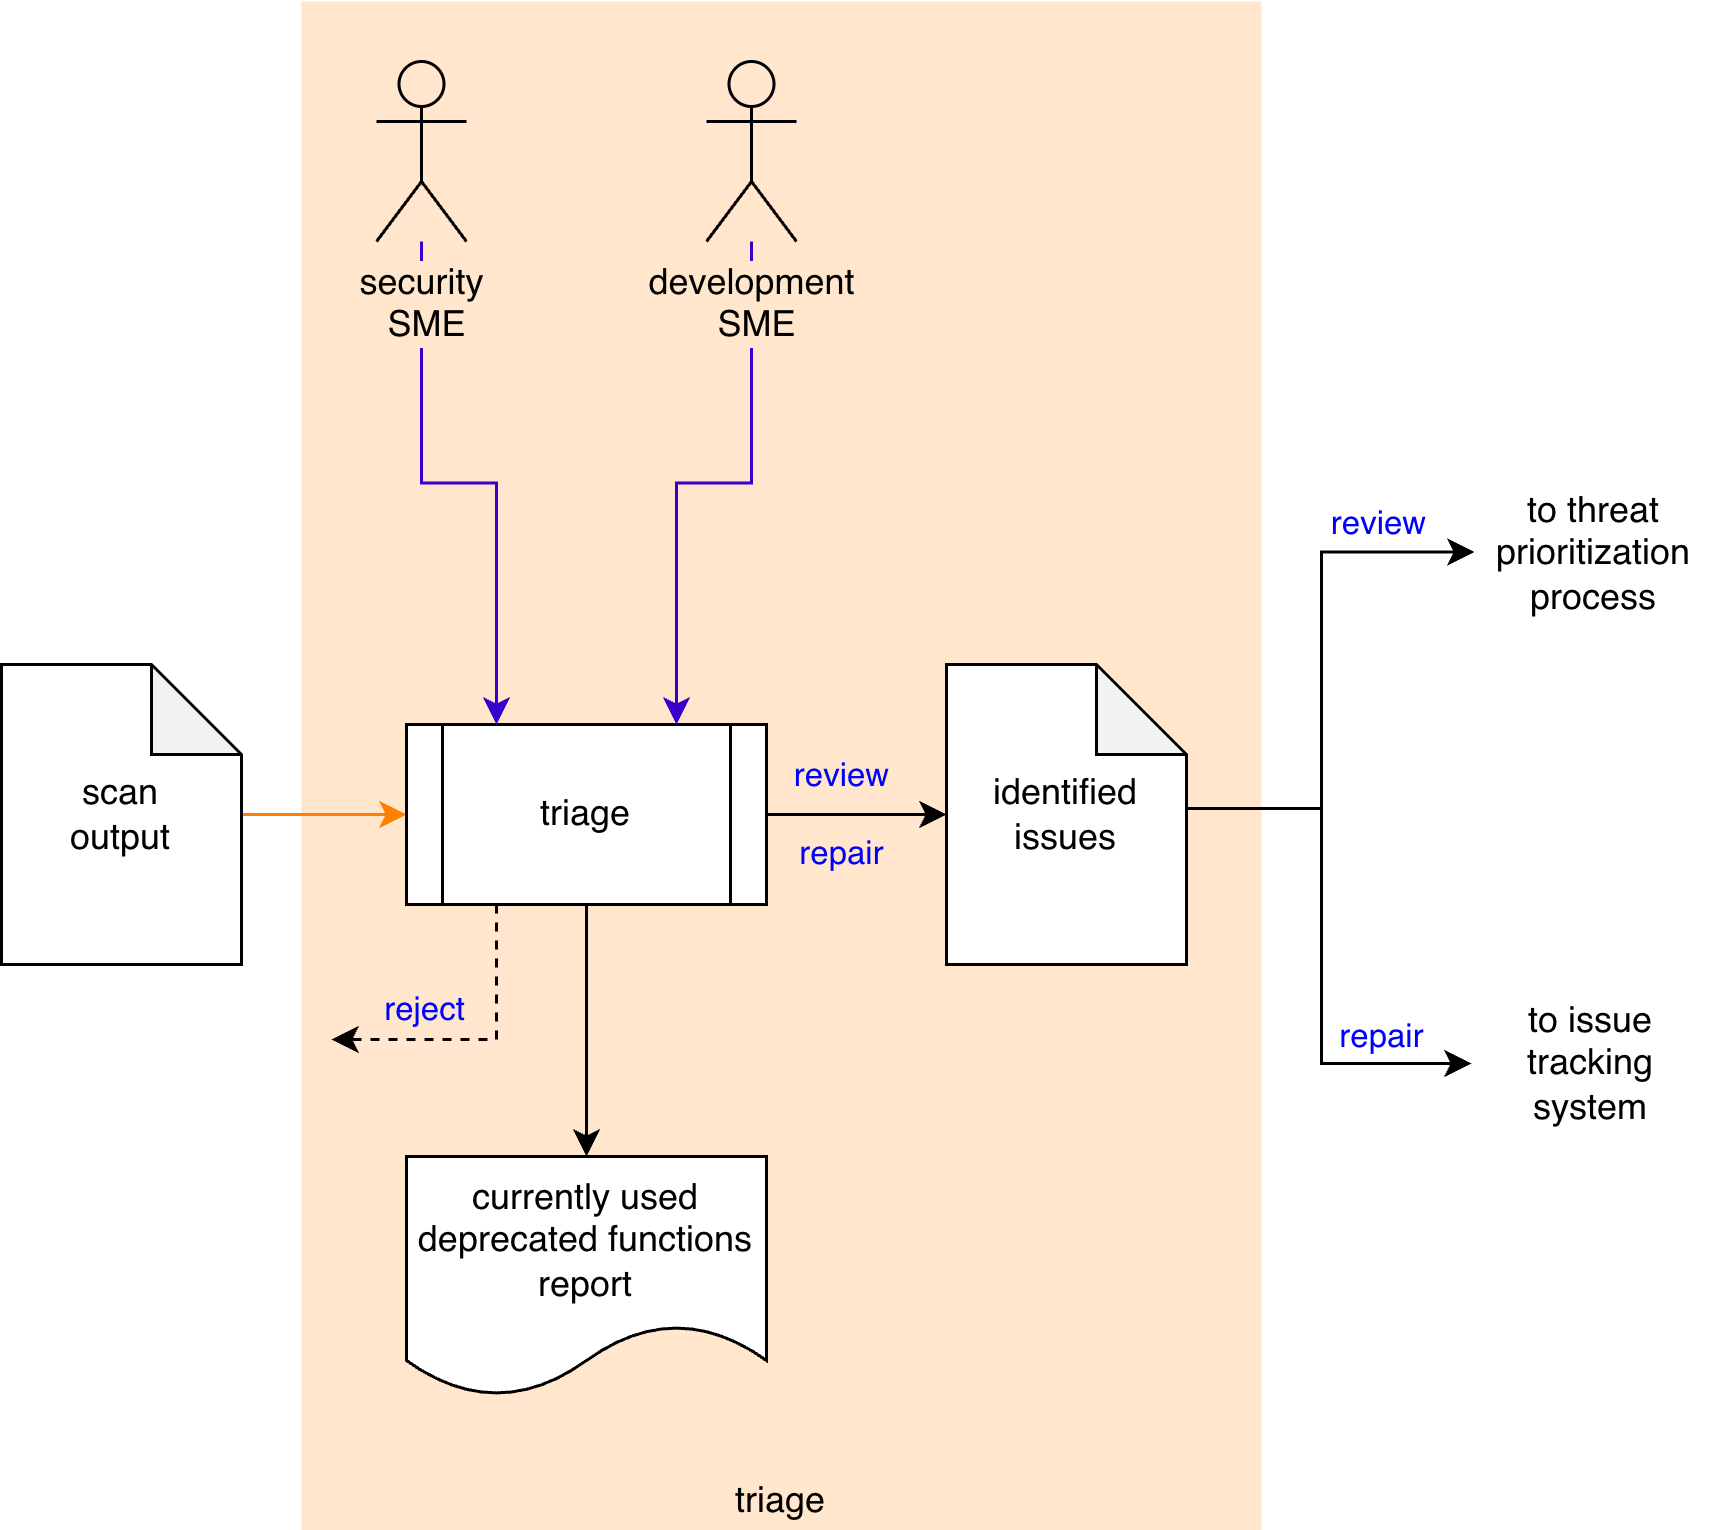 security
SME
development
SME
review
to threat
prioritization
process
scan
output
triage
review
repair
identified
issues
reject
repair
to issue
tracking
system
currently used
deprecated functions
report
triage